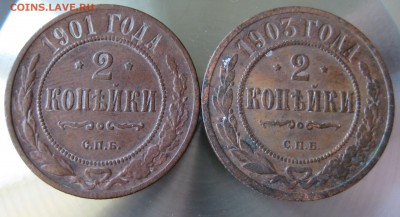 COINS.LAVE.RU
1901 ГОДА
2
КОПѢЙКИ
С.П.Б.
1903 ГОДА
2
КОПѢЙКИ
С.П.Б.